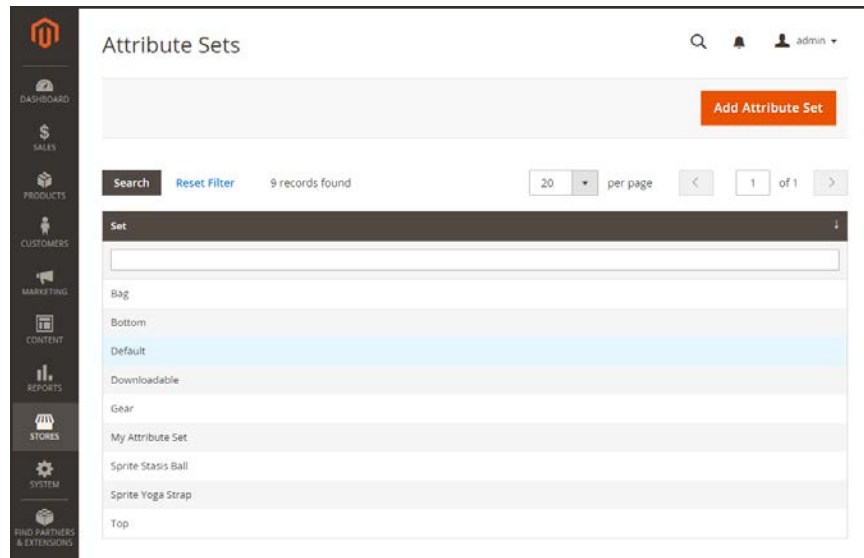 Attribute Sets
admin
DASHBOARD
SALES
PRODUCTS
CUSTOMERS
MARKETING
CONTENT
REPORTS
STORES
SYSTEM
FIND PARTNERS
& EXTENSIONS
Add Attribute Set
Search Reset Filter 9 records found 20 per page 1 of 1
Set
Bag
Bottom
Default
Downloadable
Gear
My Attribute Set
Sprite Stasis Ball
Sprite Yoga Strap
Top